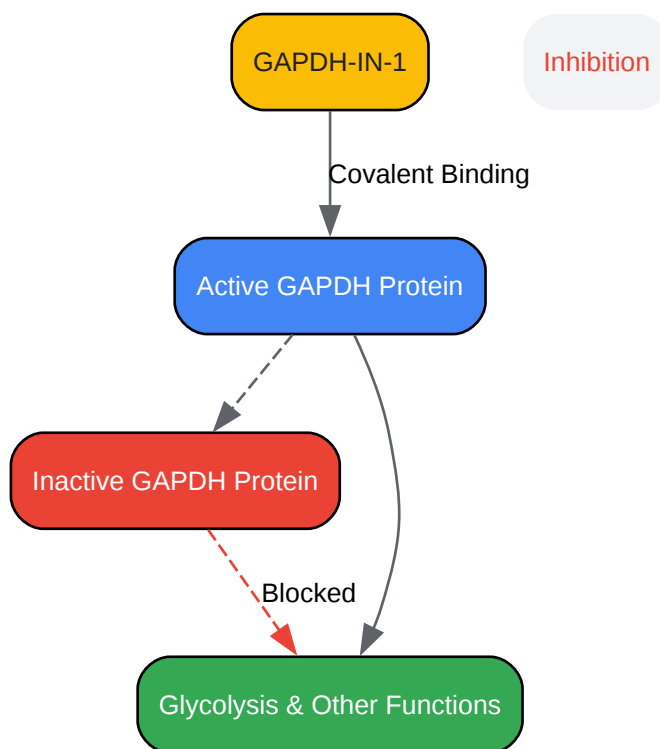 GAPDH-IN-1
Inhibition
Covalent Binding
Active GAPDH Protein
Inactive GAPDH Protein
Blocked
Glycolysis & Other Functions